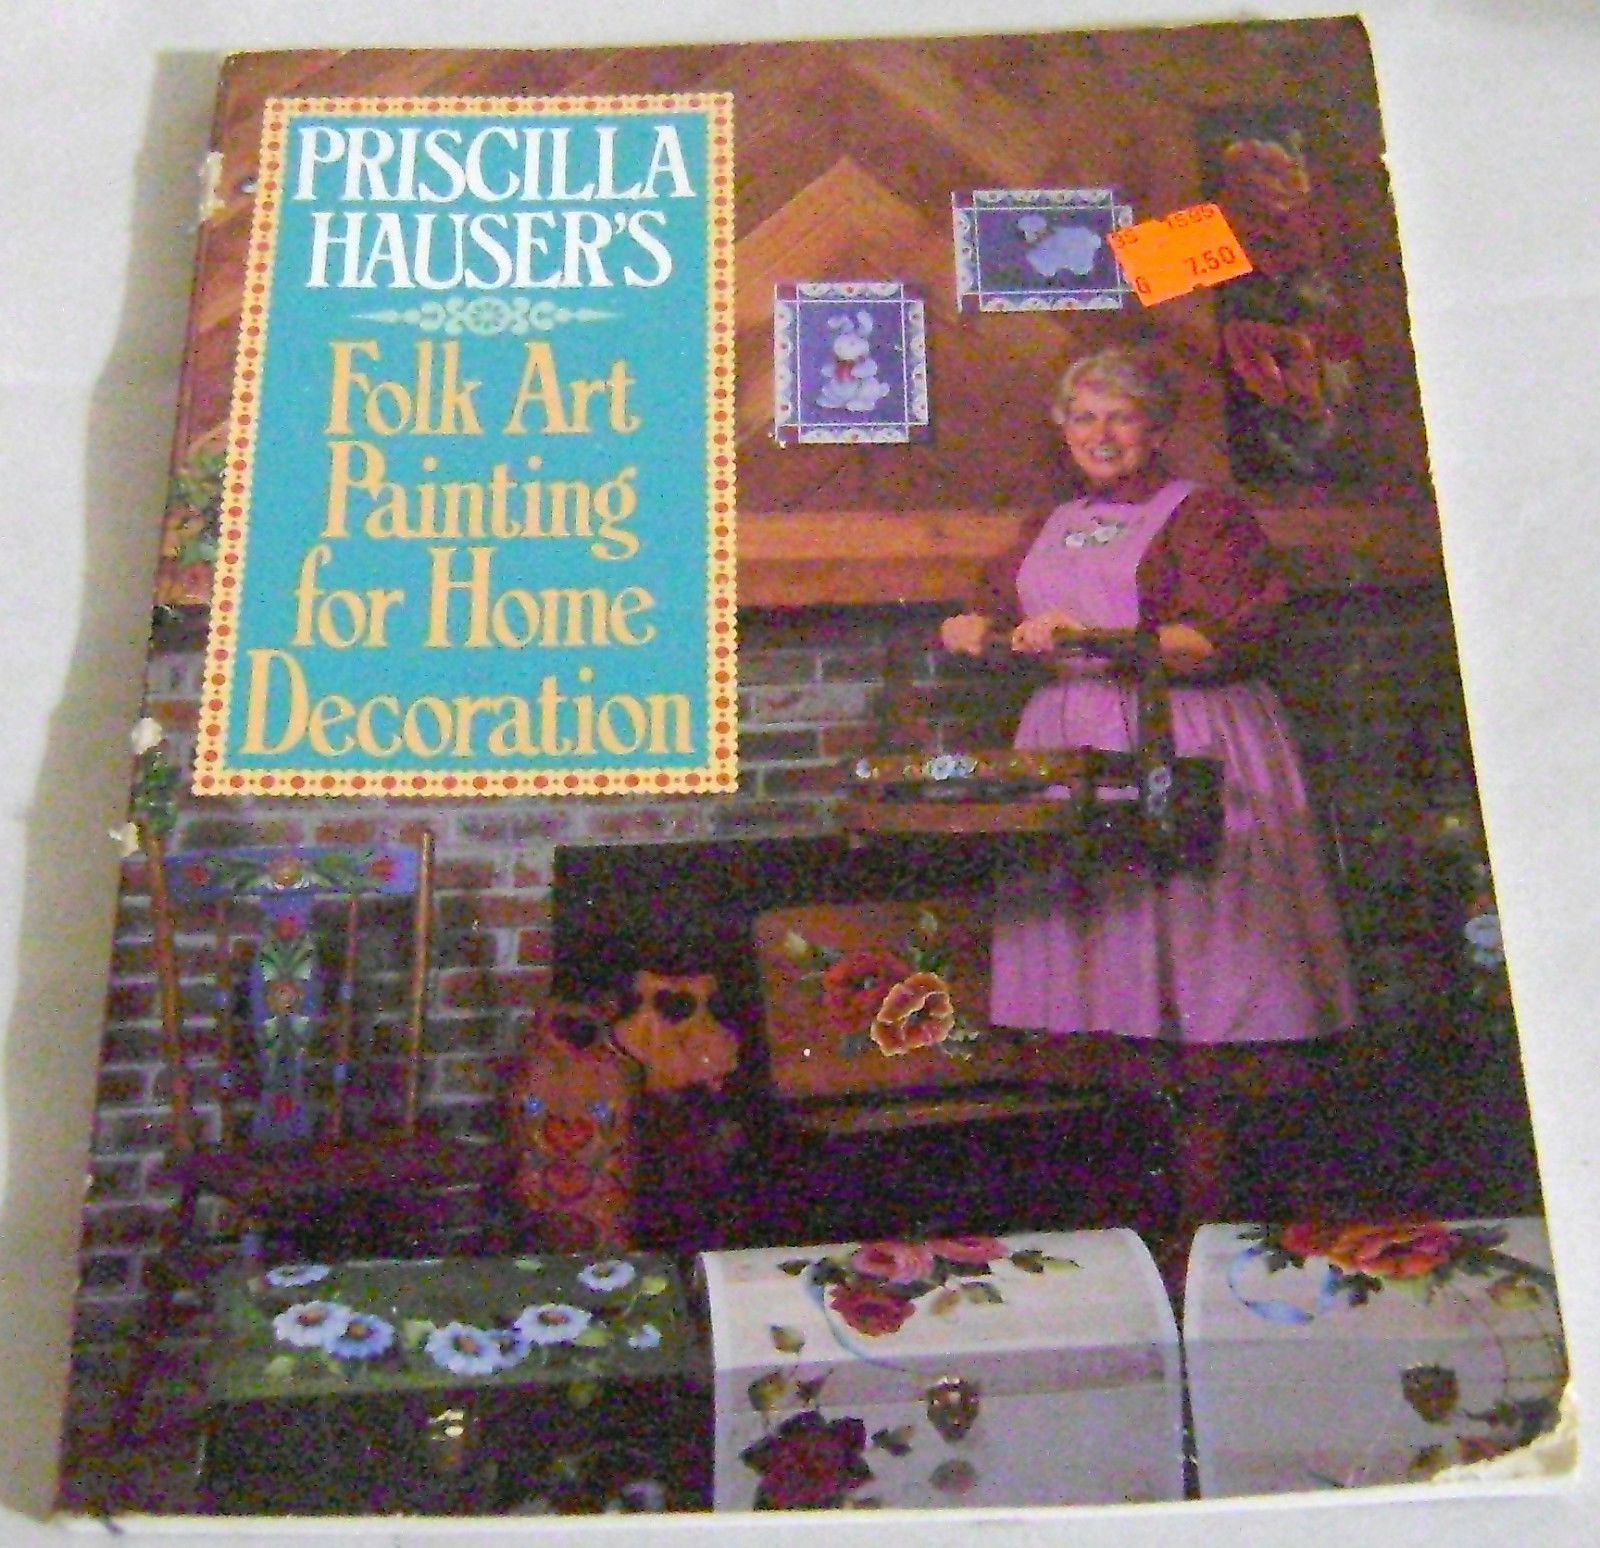 PRISCILLA
HAUSER'S
Folk Art
Painting
for Home
Decoration
7.50